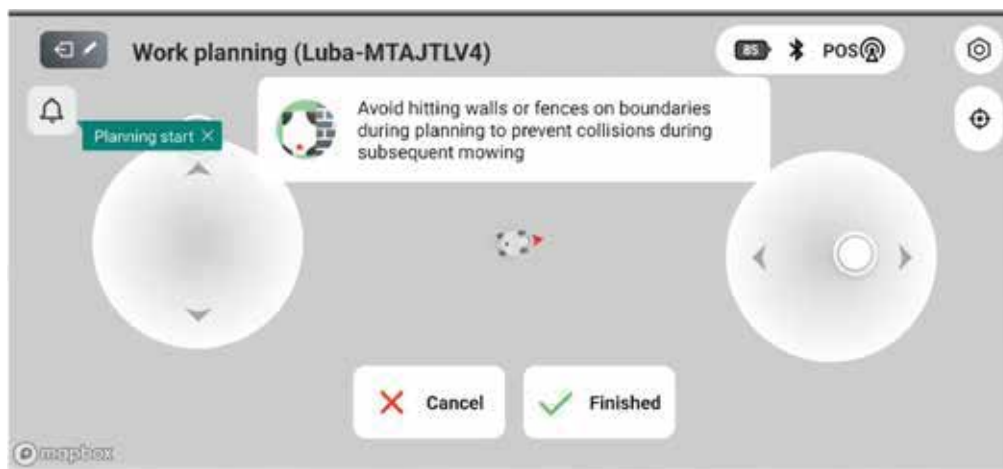 Work planning (Luba-MTAJTLV4)
85
POS
Planning start
Avoid hitting walls or fences on boundaries
during planning to prevent collisions during
subsequent mowing
Cancel
Finished
mapbox